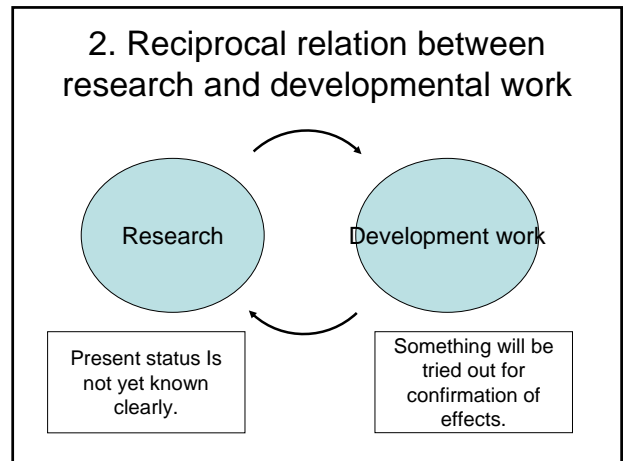 2. Reciprocal relation between
research and developmental work
Research
Development work
Present status Is
not yet known
clearly.
Something will be
tried out for
confirmation of
effects.